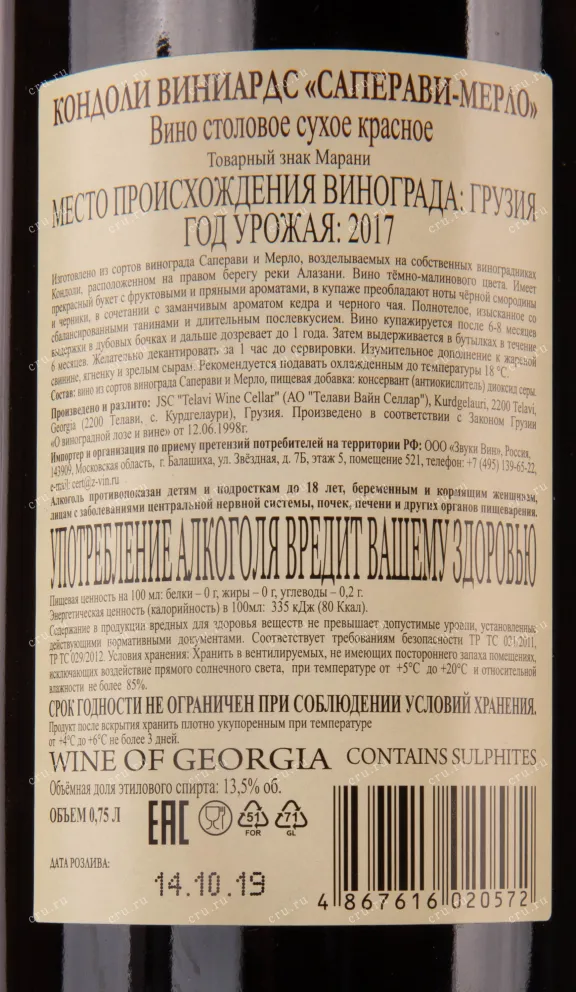 КОНДОЛИ ВИНИАРДС «САПЕРАВИ-МЕРЛО»
Вино столовое сухое красное
Товарный знак Марани
МЕСТО ПРОИСХОЖДЕНИЯ ВИНОГРАДА: ГРУЗИЯ
ГОД УРОЖАЯ: 2017
Изготовлено из сортов винограда Саперави и Мерло, возделываемых на собственных виноградниках
Кондоли, расположенном на правом берегу реки Алазани. Вино тёмно-малинового цвета. Имеет
прекрасный букет с фруктовыми и пряными ароматами, в купаже преобладают ноты чёрной смородины
и черники, в сочетании с заманчивым ароматом кедра и черного чая. Полнотелое, изысканное со
сбалансированными танинами и длительным послевкусием. Вино купажируется после 6-8 месяцев
выдержки в дубовых бочках и дальше дозревает до 1 года. Затем выдерживается в бутылках в течение
6 месяцев. Желательно декантировать за 1 час до сервировки. Изумительное дополнение к жареной
свинине, ягненку и зрелым сырам. Рекомендуется подавать охлажденным до температуры 18 °C.
Состав: вино из сортов винограда Саперави и Мерло, пищевая добавка: консервант (антиокислитель) диоксид серы.
Произведено и разлито: JSC "Telavi Wine Cellar" (АО "Телави Вайн Селлар"), Kurdgelauri, 2200 Telavi,
Georgia (2200 Телави, с. Курдгелаури), Грузия. Произведено в соответствии с Законом Грузии
«О виноградной лозе и вине» от 12.06.1998г.
Импортер и организация по приему претензий потребителей на территории РФ: ООО «Звуки Вин», Россия,
143909, Московская область, г. Балашиха, ул. Звёздная, д. 7Б, этаж 5, помещение 521, телефон: +7 (495) 139-65-22,
e-mail: cert@z-vin.ru
Алкоголь противопоказан детям и подросткам до 18 лет, беременным и кормящим женщинам,
лицам с заболеваниями центральной нервной системы, почек, печени и других органов пищеварения.
УПОТРЕБЛЕНИЕ АЛКОГОЛЯ ВРЕДИТ ВАШЕМУ ЗДОРОВЬЮ
Пищевая ценность на 100 мл: белки – 0 г, жиры – 0 г, углеводы – 0,2 г.
Энергетическая ценность (калорийность) в 100мл: 335 кДж (80 Ккал).
Содержание в продукции вредных для здоровья веществ не превышает допустимые уровни, установленные
действующими нормативными документами. Соответствует требованиям безопасности ТР ТС 021/2011,
ТР ТС 029/2012. Условия хранения: Хранить в вентилируемых, не имеющих постороннего запаха помещениях,
исключающих воздействие прямого солнечного света, при температуре от +5°C до +20°C и относительной
влажности не более 85%.
СРОК ГОДНОСТИ НЕ ОГРАНИЧЕН ПРИ СОБЛЮДЕНИИ УСЛОВИЙ ХРАНЕНИЯ.
Продукт после вскрытия хранить плотно укупоренным при температуре
от +4°C до +6°C не более 3 дней.
WINE OF GEORGIA CONTAINS SULPHITES
Объёмная доля этилового спирта: 13,5% об.
ОБЪЕМ 0,75 Л
EAC
51
FOR
71
GL
ДАТА РОЗЛИВА:
14.10.19
4 867616 020572
cru.ru